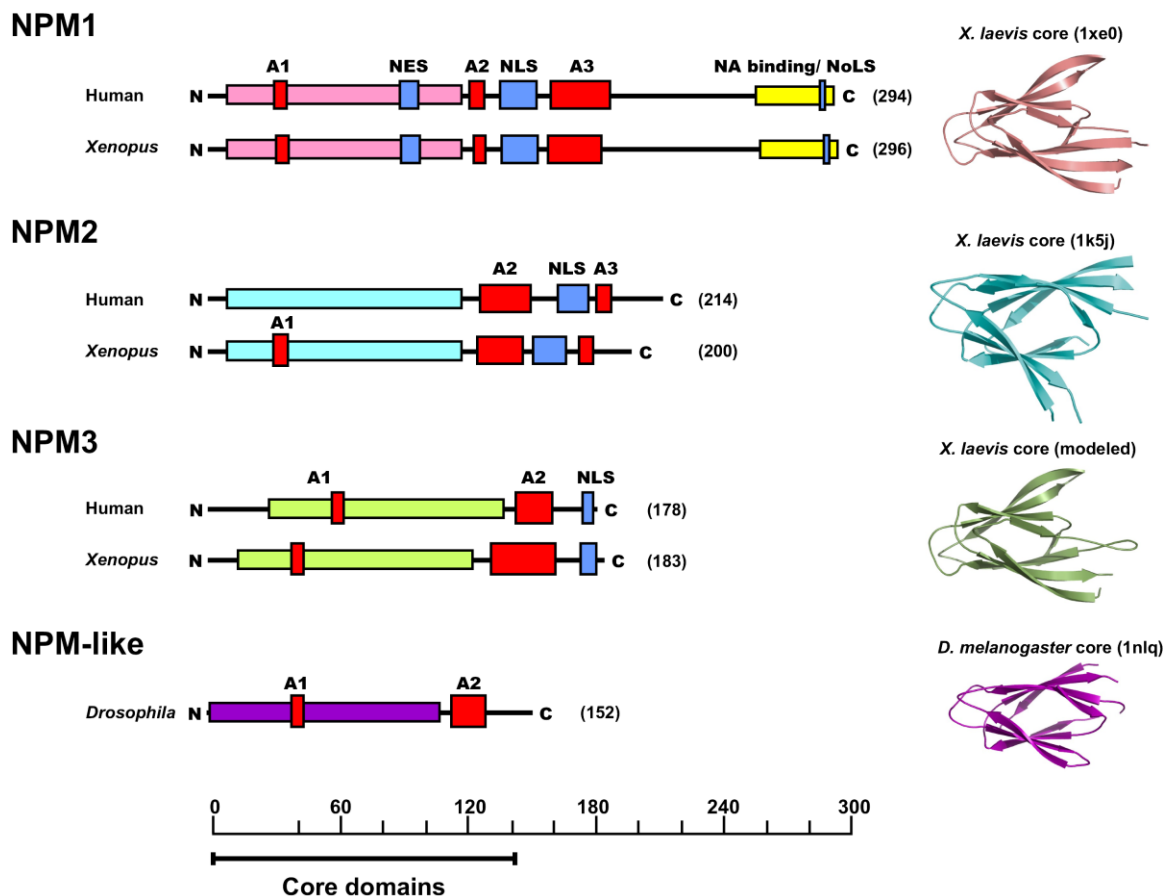 NPM1
X. laevis core (1xe0)
A1 NES A2 NLS A3 NA binding/ NoLS
Human N C (294)
Xenopus N C (296)
NPM2
X. laevis core (1k5j)
A2 NLS A3
Human N C (214)
A1
Xenopus N C (200)
NPM3
X. laevis core (modeled)
A1 A2 NLS
Human N C (178)
Xenopus N C (183)
NPM-like
D. melanogaster core (1nlq)
A1 A2
Drosophila N C (152)
0 60 120 180 240 300
Core domains